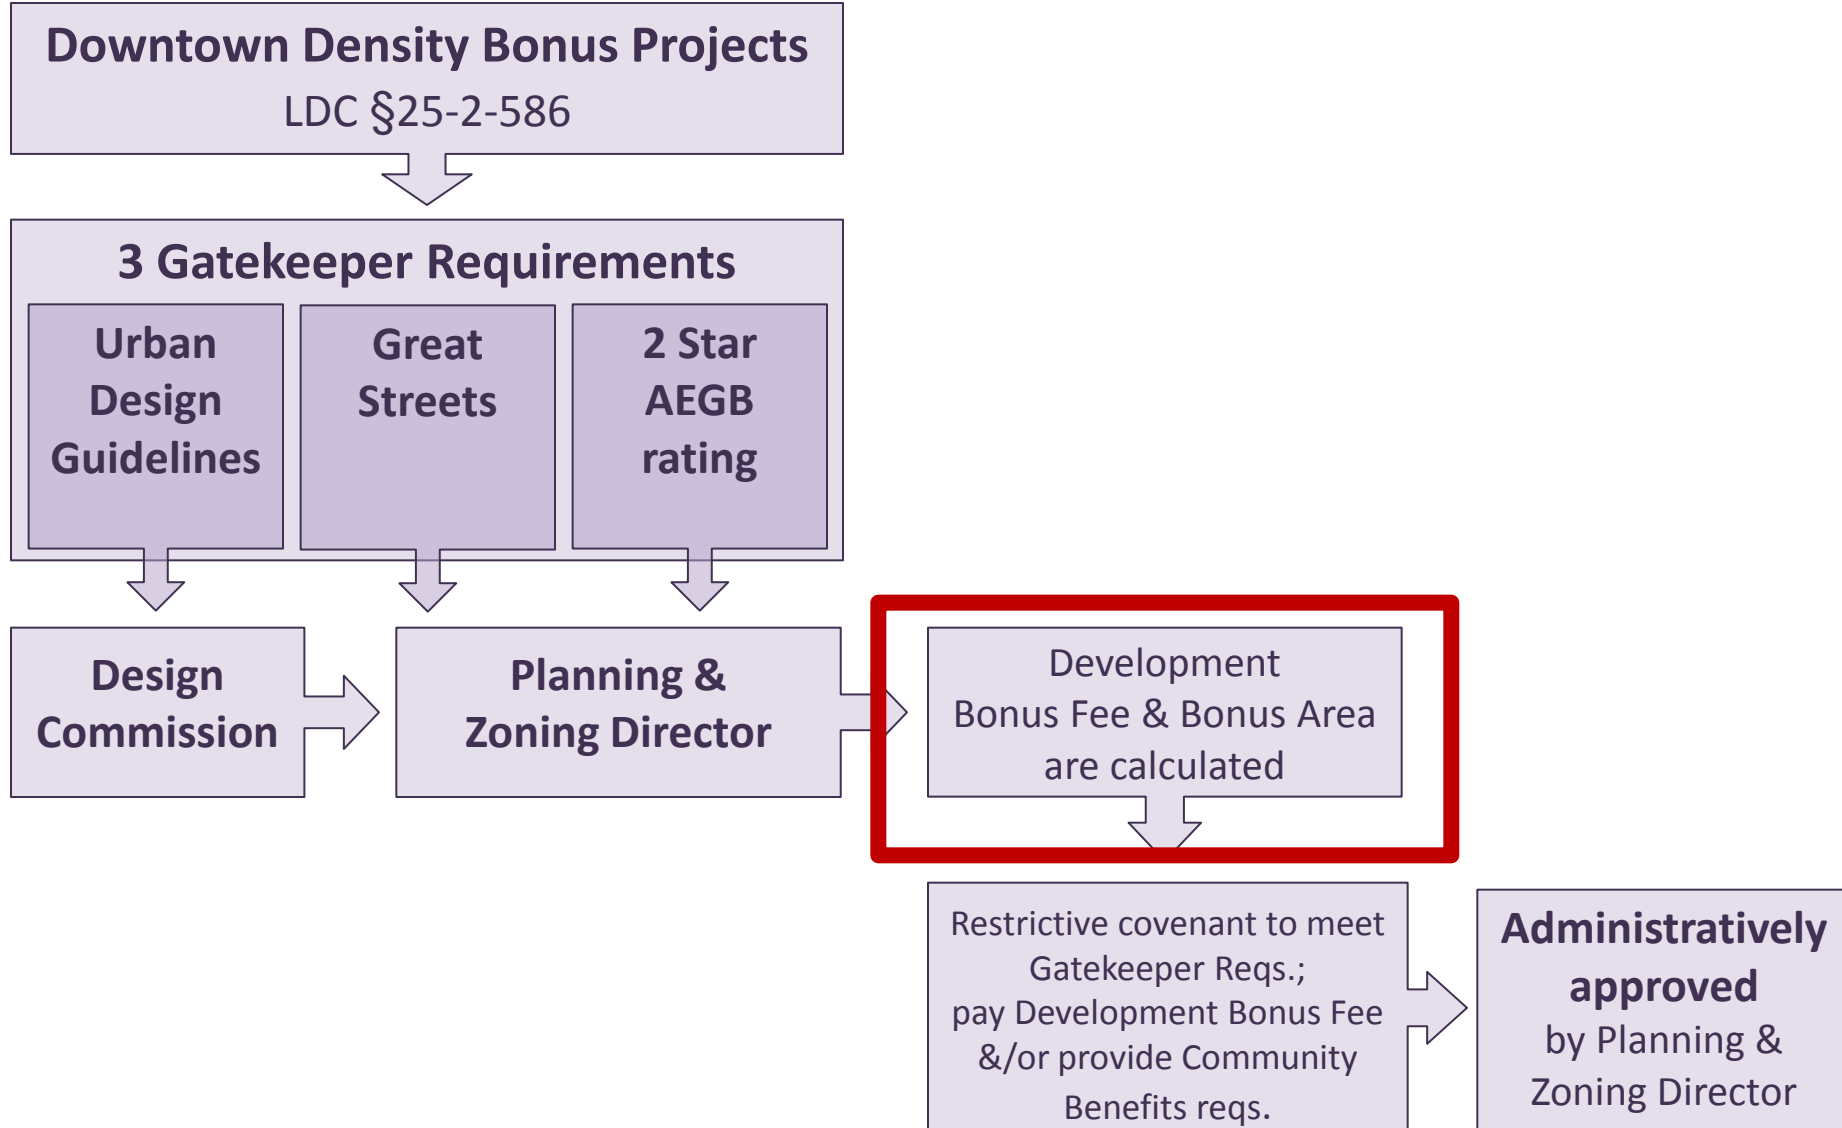 Downtown Density Bonus Projects
LDC §25-2-586
3 Gatekeeper Requirements
Urban
Design
Guidelines
Great
Streets
2 Star
AEGB
rating
Design
Commission
Planning &
Zoning Director
Development
Bonus Fee & Bonus Area
are calculated
Restrictive covenant to meet
Gatekeeper Reqs.;
pay Development Bonus Fee
&/or provide Community
Benefits reqs.
Administratively
approved
by Planning &
Zoning Director